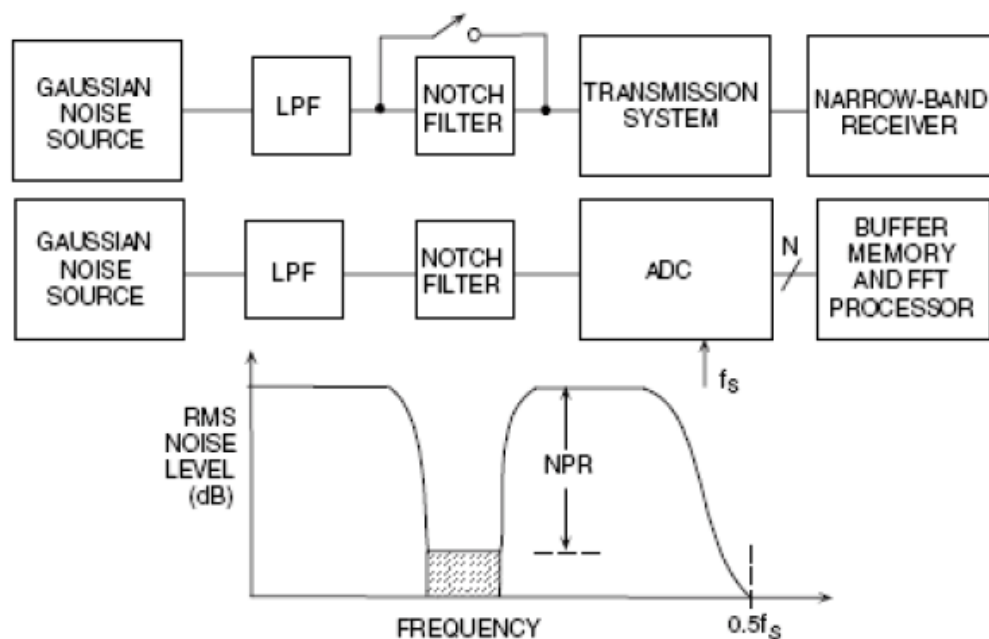 GAUSSIAN
NOISE
SOURCE
LPF
NOTCH
FILTER
TRANSMISSION
SYSTEM
NARROW-BAND
RECEIVER
GAUSSIAN
NOISE
SOURCE
LPF
NOTCH
FILTER
ADC
N
BUFFER
MEMORY
AND FFT
PROCESSOR
fs
RMS
NOISE
LEVEL
(dB)
NPR
FREQUENCY
0.5fs